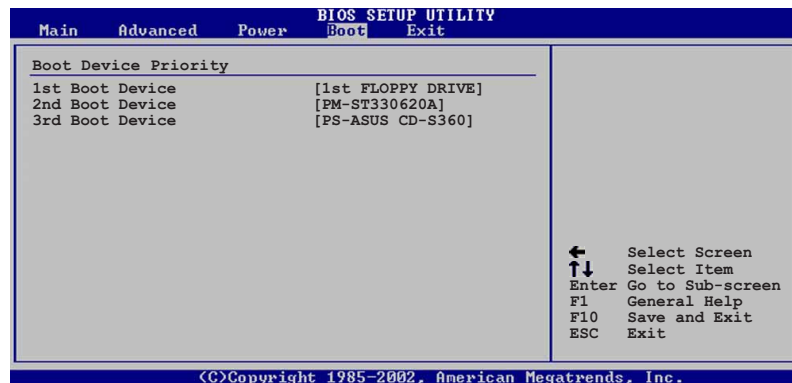 BIOS SETUP UTILITY
Main Advanced Power Boot Exit
Boot Device Priority
1st Boot Device [1st FLOPPY DRIVE]
2nd Boot Device [PM-ST330620A]
3rd Boot Device [PS-ASUS CD-S360]
← Select Screen
↑↓ Select Item
Enter Go to Sub-screen
F1 General Help
F10 Save and Exit
ESC Exit
(C)Copyright 1985-2002, American Megatrends, Inc.